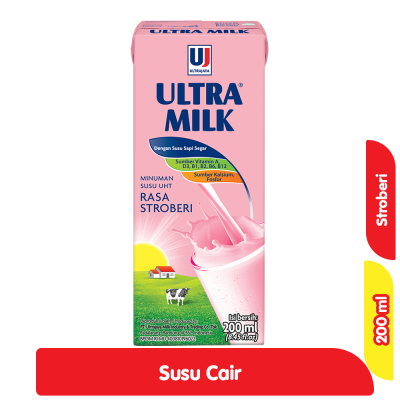 UJ
ULTRAJAYA
ULTRA®
MILK
Dengan Susu Sapi Segar
Sumber Vitamin A,
D3, B1, B2, B6, B12
Sumber Kalsium,
Fosfor
MINUMAN
SUSU UHT
RASA
STROBERI
Isi bersih:
200 ml
Stroberi
200 ml
Susu Cair